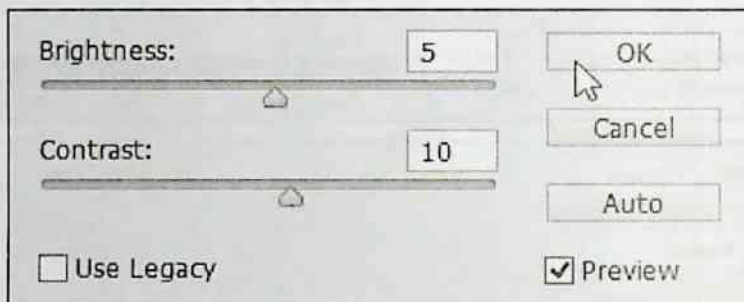 Brightness: 5
OK
Cancel
Contrast: 10
Auto
Use Legacy
Preview